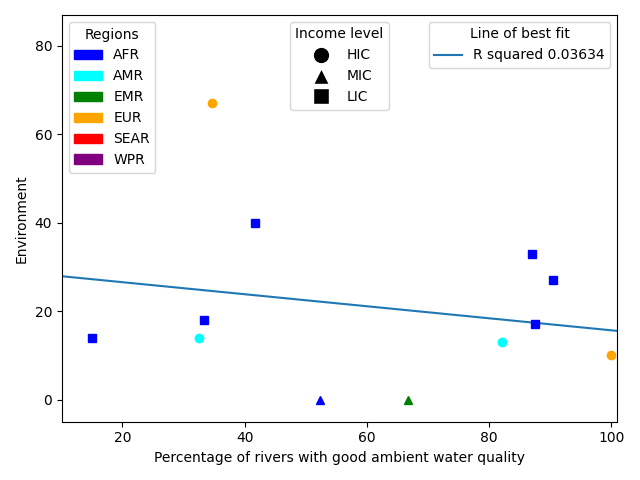 Regions
AFR
AMR
EMR
EUR
SEAR
WPR
Income level
HIC
MIC
LIC
Line of best fit
R squared 0.03634
Environment
80
60
40
20
0
20 40 60 80 100
Percentage of rivers with good ambient water quality